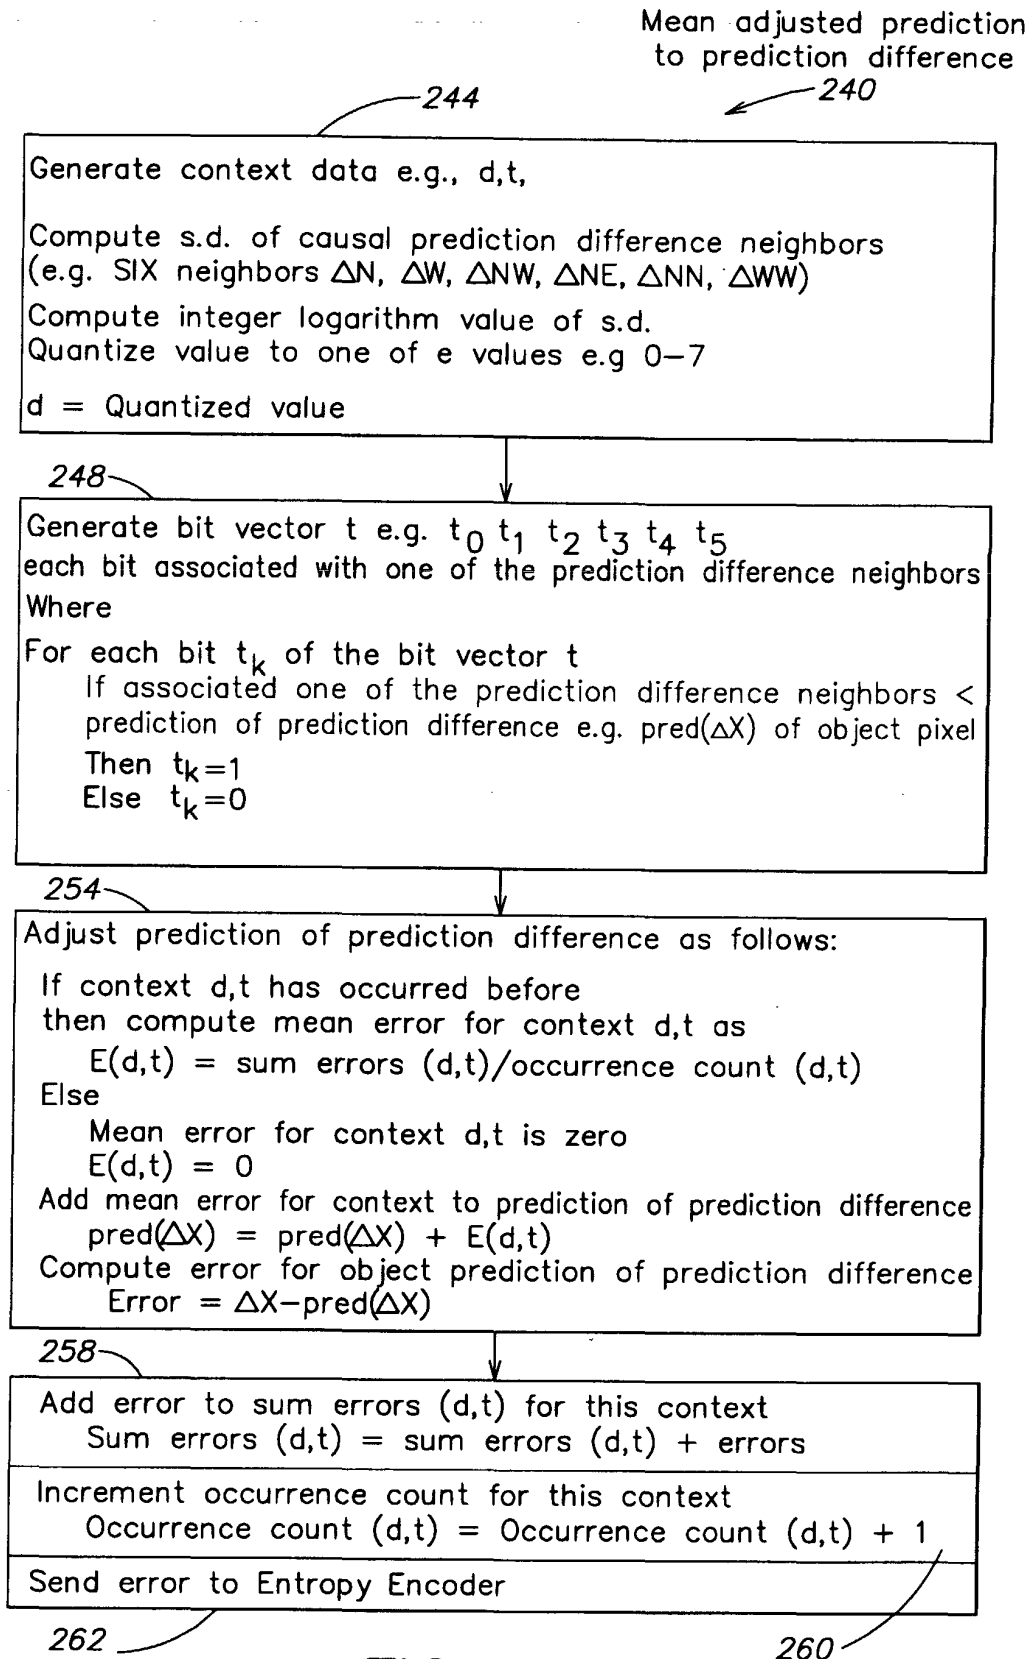 Mean adjusted prediction
to prediction difference
240
244
Generate context data e.g., d,t,
Compute s.d. of causal prediction difference neighbors
(e.g. SIX neighbors ΔN, ΔW, ΔNW, ΔNE, ΔNN, ΔWW)
Compute integer logarithm value of s.d.
Quantize value to one of e values e.g 0–7
d = Quantized value
248
Generate bit vector t e.g. t0 t1 t2 t3 t4 t5
each bit associated with one of the prediction difference neighbors
Where
For each bit tk of the bit vector t
If associated one of the prediction difference neighbors <
prediction of prediction difference e.g. pred(ΔX) of object pixel
Then tk=1
Else tk=0
254
Adjust prediction of prediction difference as follows:
If context d,t has occurred before
then compute mean error for context d,t as
E(d,t) = sum errors (d,t)/occurrence count (d,t)
Else
Mean error for context d,t is zero
E(d,t) = 0
Add mean error for context to prediction of prediction difference
pred(ΔX) = pred(ΔX) + E(d,t)
Compute error for object prediction of prediction difference
Error = ΔX–pred(ΔX)
258
Add error to sum errors (d,t) for this context
Sum errors (d,t) = sum errors (d,t) + errors
Increment occurrence count for this context
Occurrence count (d,t) = Occurrence count (d,t) + 1
Send error to Entropy Encoder
262
260